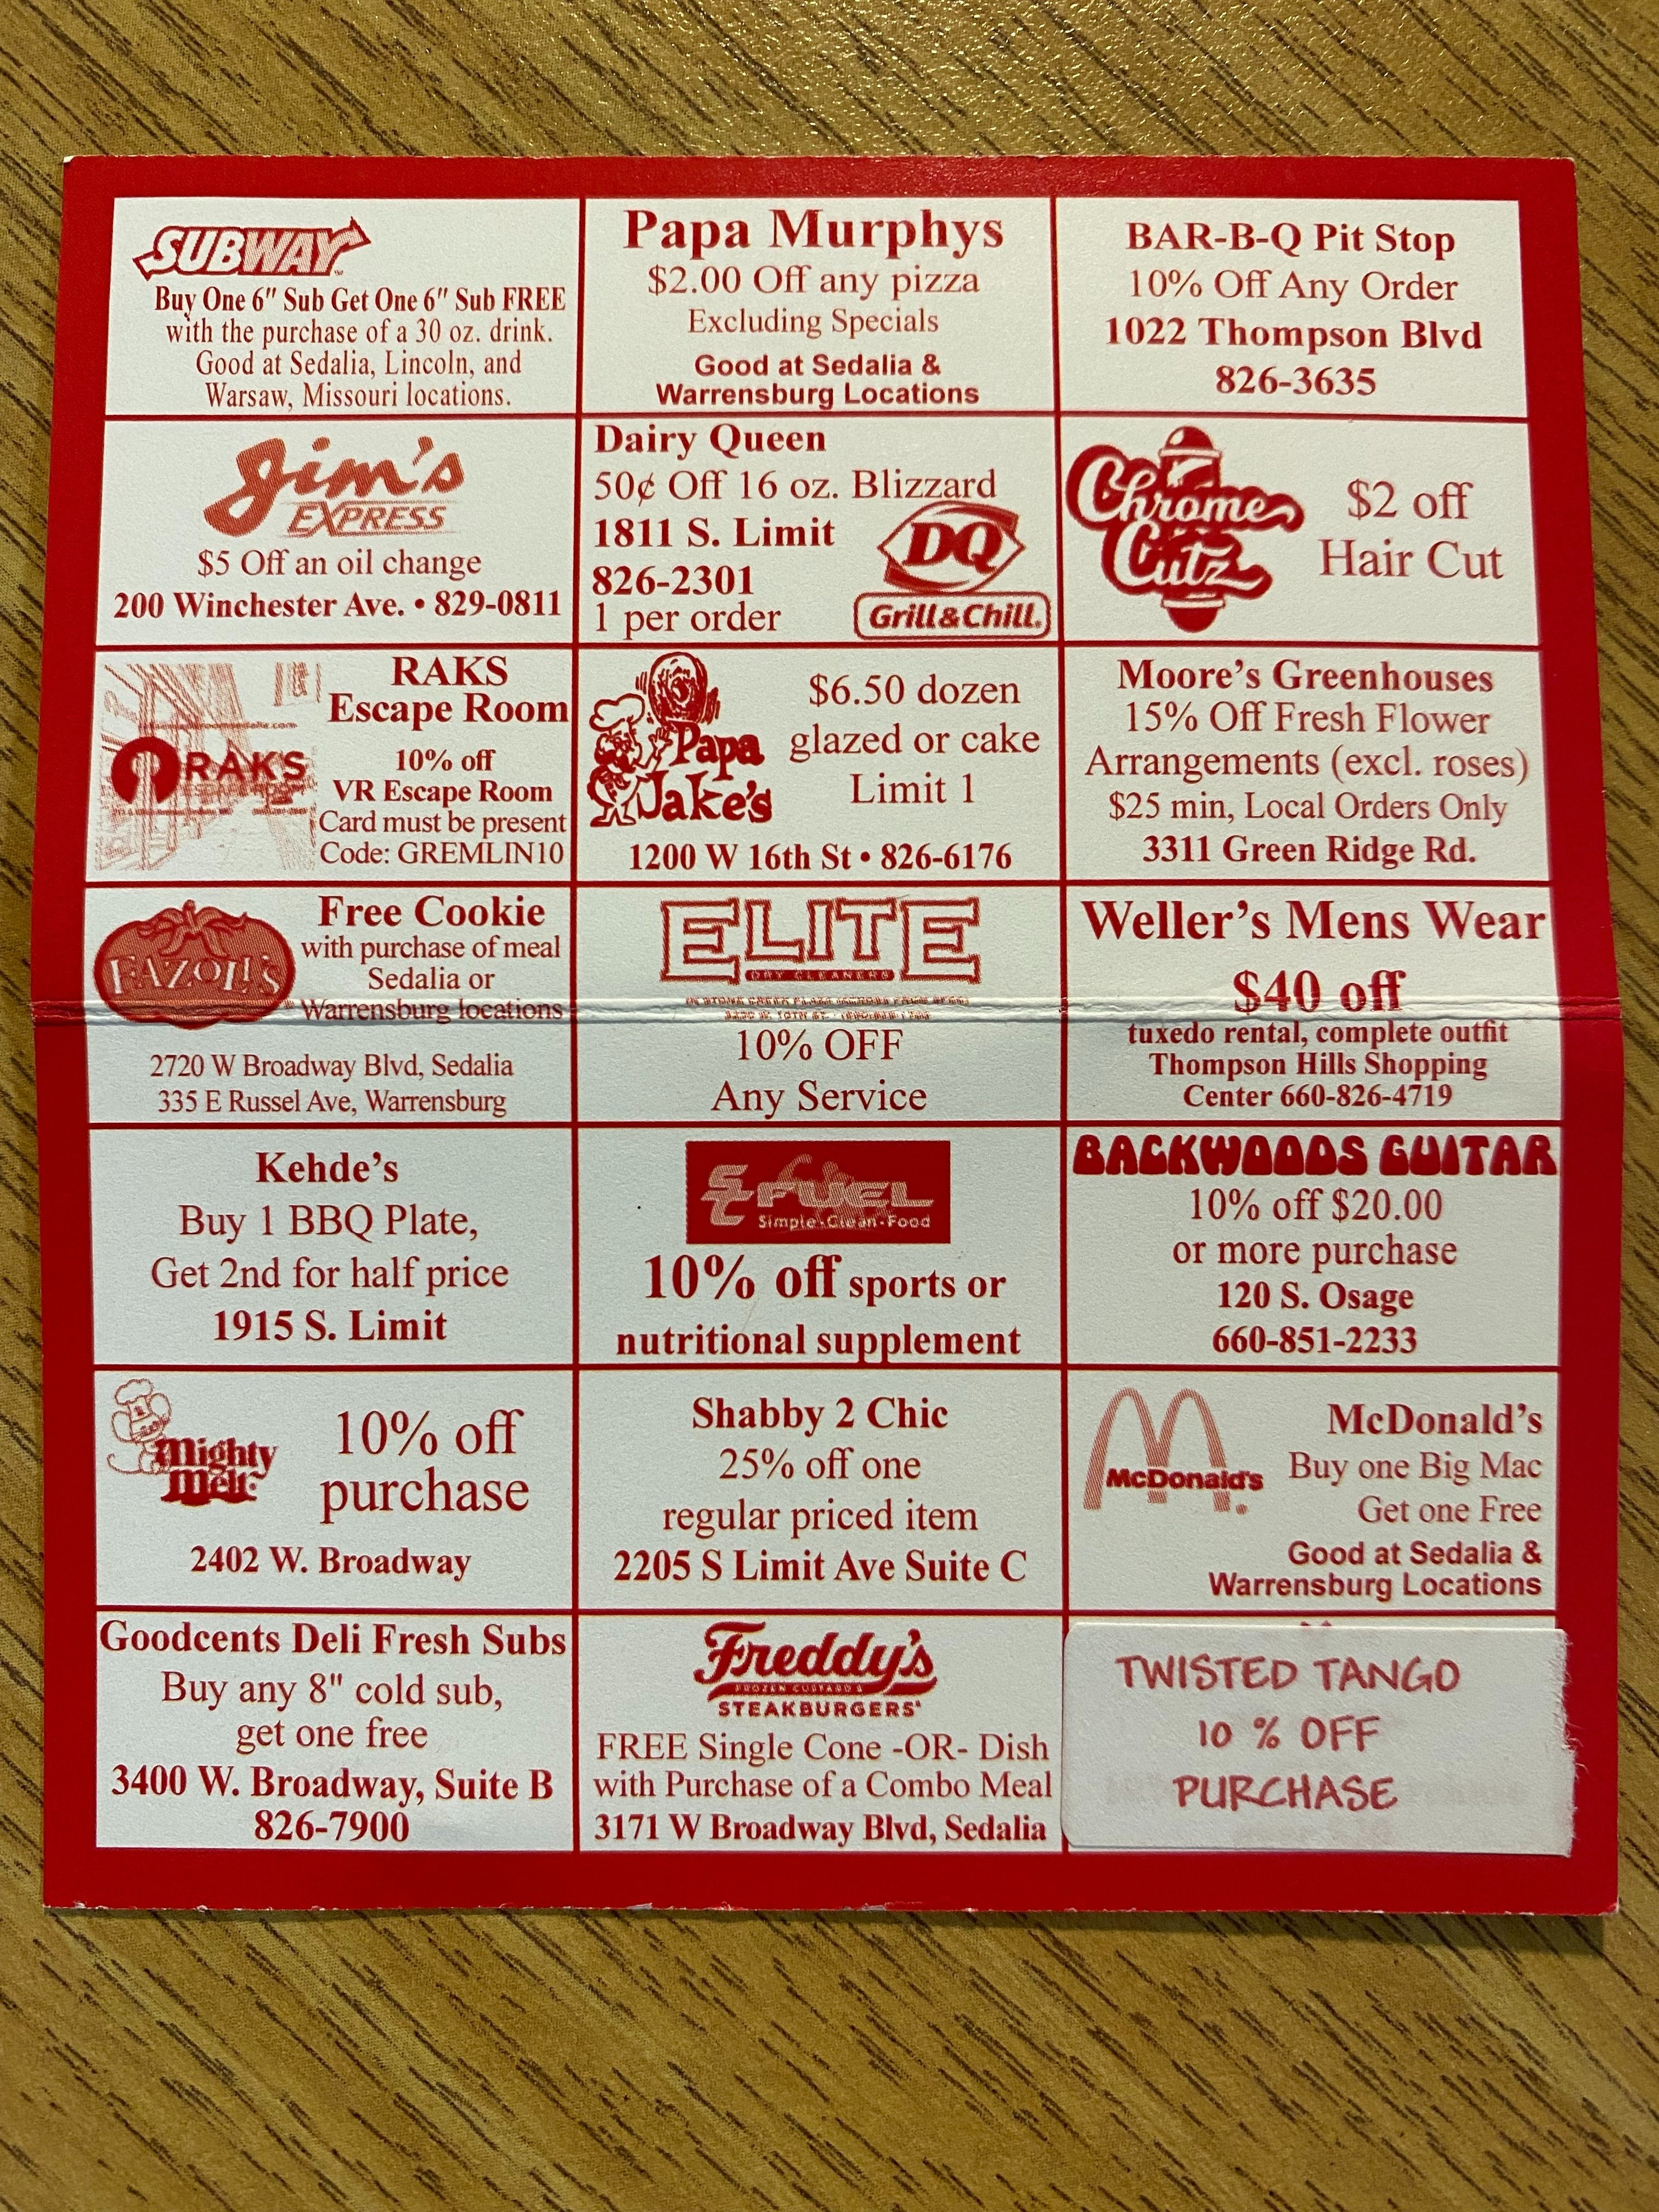 SUBWAY
Buy One 6" Sub Get One 6" Sub FREE
with the purchase of a 30 oz. drink.
Good at Sedalia, Lincoln, and
Warsaw, Missouri locations.
Papa Murphys
$2.00 Off any pizza
Excluding Specials
Good at Sedalia &
Warrensburg Locations
BAR-B-Q Pit Stop
10% Off Any Order
1022 Thompson Blvd
826-3635
Jim's
EXPRESS
$5 Off an oil change
200 Winchester Ave. • 829-0811
Dairy Queen
50¢ Off 16 oz. Blizzard
1811 S. Limit
826-2301
1 per order
DQ
Grill&Chill.
Chrome
Cutz
$2 off
Hair Cut
RAKS
Escape Room
RAKS
10% off
VR Escape Room
Card must be present
Code: GREMLIN10
Papa
Jake's
$6.50 dozen
glazed or cake
Limit 1
1200 W 16th St • 826-6176
Moore's Greenhouses
15% Off Fresh Flower
Arrangements (excl. roses)
$25 min, Local Orders Only
3311 Green Ridge Rd.
FAZOLI'S
Free Cookie
with purchase of meal
Sedalia or
Warrensburg locations
2720 W Broadway Blvd, Sedalia
335 E Russel Ave, Warrensburg
ELITE
DRY CLEANERS
10% OFF
Any Service
Weller's Mens Wear
$40 off
tuxedo rental, complete outfit
Thompson Hills Shopping
Center 660-826-4719
Kehde's
Buy 1 BBQ Plate,
Get 2nd for half price
1915 S. Limit
FUEL
Simple·Clean·Food
10% off sports or
nutritional supplement
BACKWOODS GUITAR
10% off $20.00
or more purchase
120 S. Osage
660-851-2233
Mighty
Melt
10% off
purchase
2402 W. Broadway
Shabby 2 Chic
25% off one
regular priced item
2205 S Limit Ave Suite C
McDonald's
McDonald's
Buy one Big Mac
Get one Free
Good at Sedalia &
Warrensburg Locations
Goodcents Deli Fresh Subs
Buy any 8" cold sub,
get one free
3400 W. Broadway, Suite B
826-7900
Freddy's
FROZEN CUSTARD &
STEAKBURGERS
FREE Single Cone -OR- Dish
with Purchase of a Combo Meal
3171 W Broadway Blvd, Sedalia
TWISTED TANGO
10 % OFF
PURCHASE